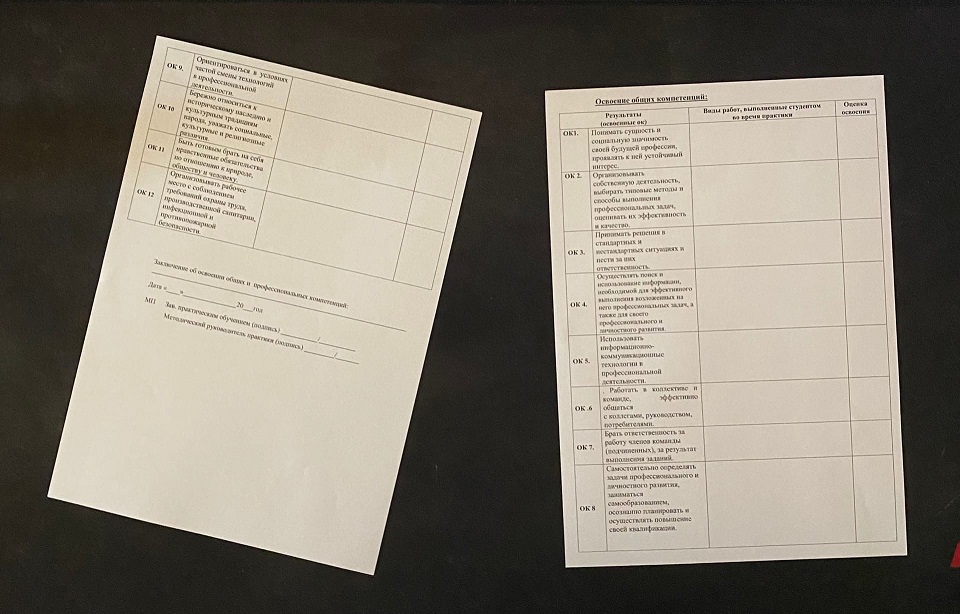 Освоение общих компетенций:
Результаты
(освоенные ок)
Виды работ, выполненные студентом
во время практики
Оценка
освоения
ОК1.
Понимать сущность и
социальную значимость
своей будущей профессии,
проявлять к ней устойчивый
интерес.
ОК 2.
Организовывать
собственную деятельность,
выбирать типовые методы и
способы выполнения
профессиональных задач,
оценивать их эффективность
и качество.
ОК 3.
Принимать решения в
стандартных и
нестандартных ситуациях и
нести за них
ответственность.
ОК 4.
Осуществлять поиск и
использование информации,
необходимой для эффективного
выполнения возложенных на
него профессиональных задач, а
также для своего
профессионального и
личностного развития
ОК 5.
Использовать
информационно-
коммуникационные
технологии в
профессиональной
деятельности.
ОК .6
. Работать в коллективе и
команде, эффективно
общаться
с коллегами, руководством,
потребителями.
ОК 7.
Брать ответственность за
работу членов команды
(подчиненных), за результат
выполнения заданий.
ОК 8
Самостоятельно определять
задачи профессионального и
личностного развития,
заниматься
самообразованием,
осознанно планировать и
осуществлять повышение
своей квалификации.
ОК 9.
Ориентироваться в условиях
частой смены технологий
в профессиональной
деятельности.
ОК 10
Бережно относиться к
историческому наследию и
культурным традициям
народа, уважать социальные,
культурные и религиозные
различия
ОК 11
Быть готовым брать на себя
нравственные обязательства
по отношению к природе,
обществу и человеку.
ОК 12
Организовывать рабочее
место с соблюдением
требований охраны труда,
производственной санитарии,
инфекционной и
противопожарной
безопасности.
Заключение об освоении общих и профессиональных компетенций:
Дата «____»____________20___год
МП Зав. практическим обучением (подпись) ________/________
Методический руководитель практики (подпись) ________/_____